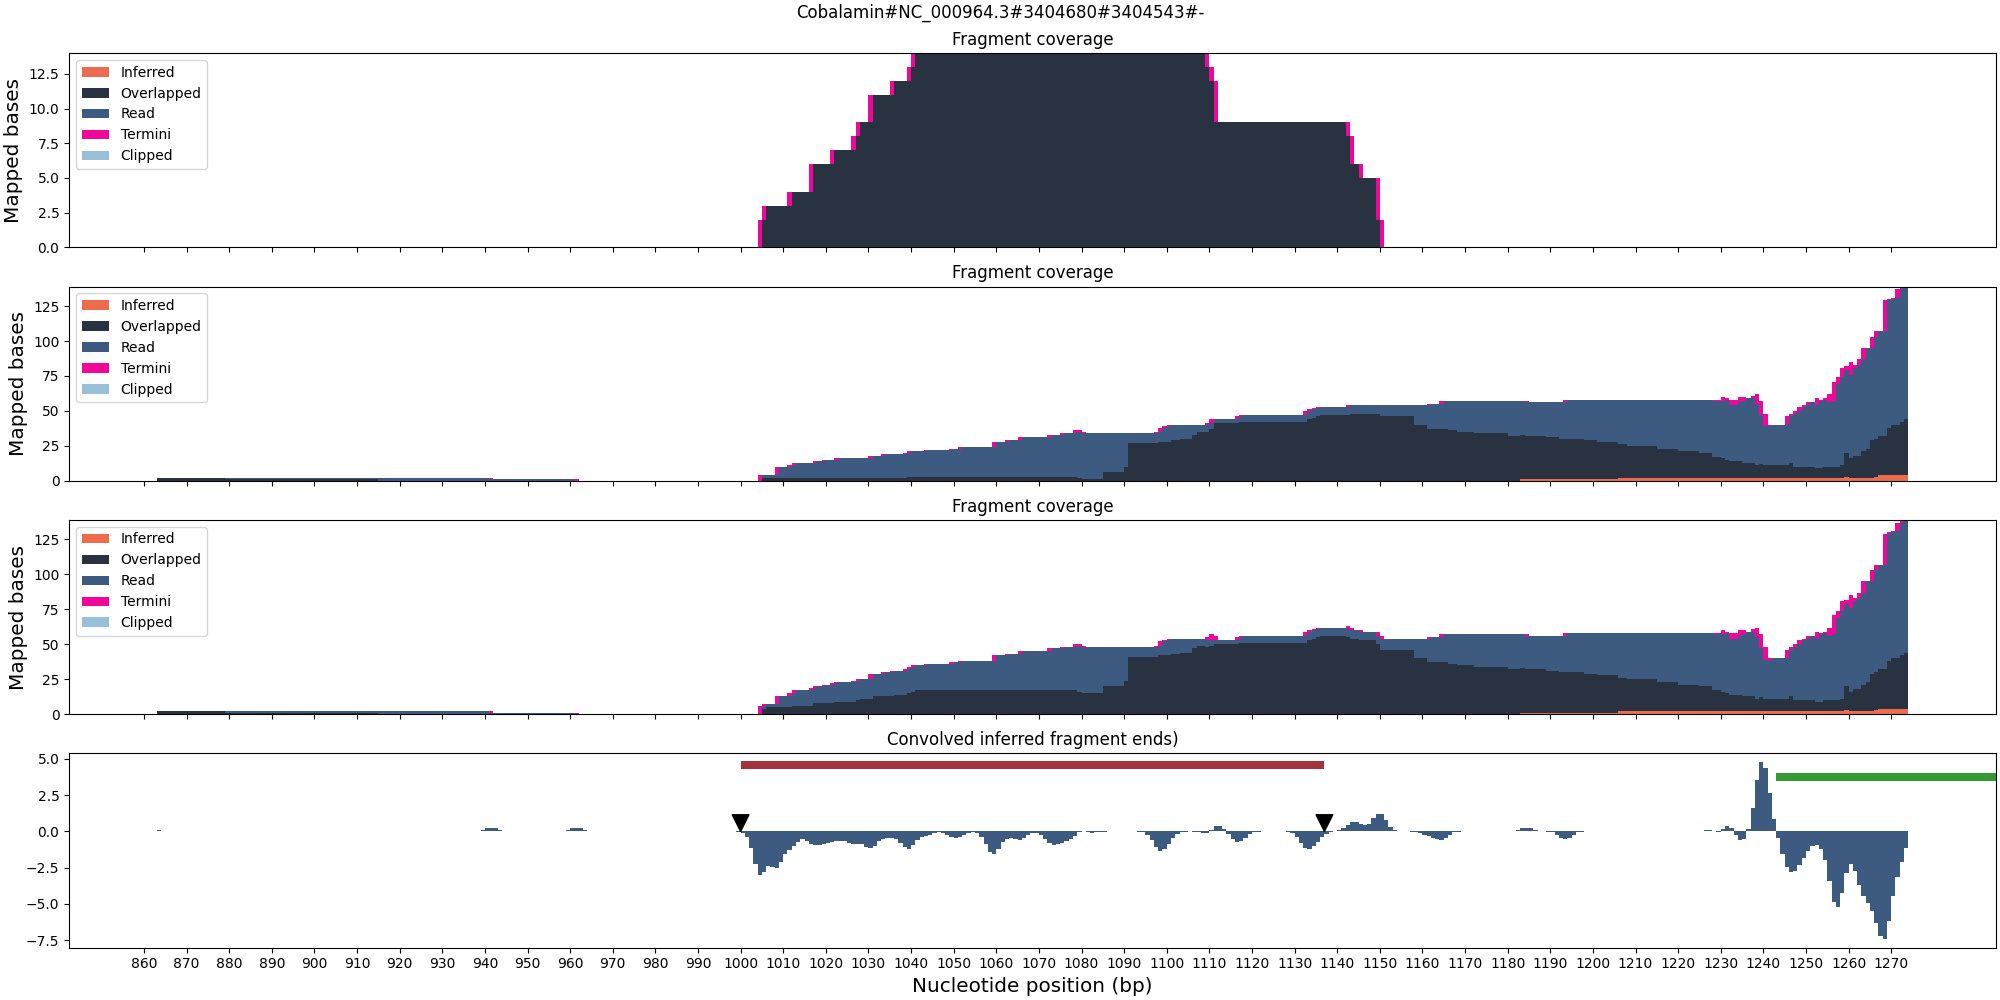 Cobalamin#NC_000964.3#3404680#3404543#-
Fragment coverage
Mapped bases
12.5
10.0
7.5
5.0
2.5
0.0
Inferred
Overlapped
Read
Termini
Clipped
Fragment coverage
Mapped bases
125
100
75
50
25
0
Inferred
Overlapped
Read
Termini
Clipped
Fragment coverage
Mapped bases
125
100
75
50
25
0
Inferred
Overlapped
Read
Termini
Clipped
Convolved inferred fragment ends)
5.0
2.5
0.0
−2.5
−5.0
−7.5
860 870 880 890 900 910 920 930 940 950 960 970 980 990 1000 1010 1020 1030 1040 1050 1060 1070 1080 1090 1100 1110 1120 1130 1140 1150 1160 1170 1180 1190 1200 1210 1220 1230 1240 1250 1260 1270
Nucleotide position (bp)